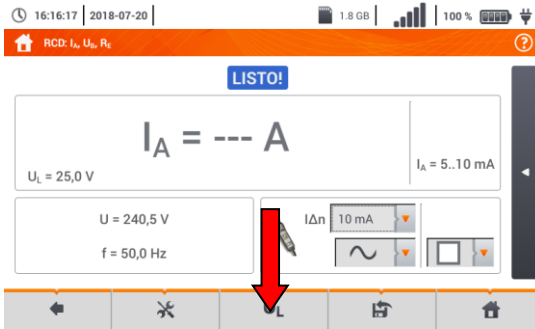 16:16:17 2018-07-20 1.8 GB 100 %
RCD: IA, UB, RE
?
LISTO!
IA = --- A
UL = 25,0 V
IA = 5..10 mA
U = 240,5 V
f = 50,0 Hz
IΔn 10 mA